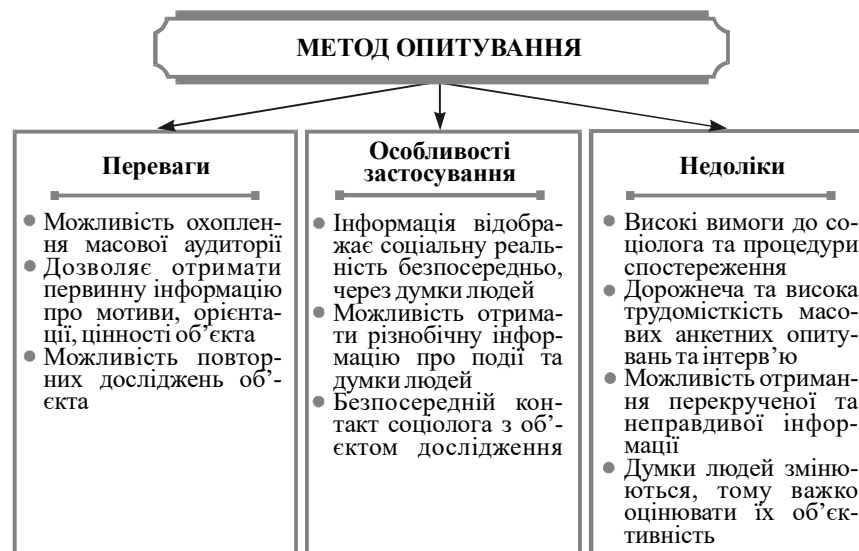 МЕТОД ОПИТУВАННЯ
Переваги
Можливість охоплен-
ня масової аудиторії
Дозволяє отримати
первинну інформацію
про мотиви, орієнта-
ції, цінності об’єкта
Можливість повтор-
них досліджень об’-
єкта
Особливості
застосування
Інформація відобра-
жає соціальну реаль-
ність безпосередньо,
через думки людей
Можливість отрима-
ти різнобічну інфор-
мацію про події та
думки людей
Безпосередній кон-
такт соціолога з об’-
єктом дослідження
Недоліки
Високі вимоги до со-
ціолога та процедури
спостереження
Дорожнеча та висока
трудомісткість масо-
вих анкетних опиту-
вань та інтерв’ю
Можливість отриман-
ня перекрученої та
неправдивої інфор-
мації
Думки людей змiню-
ються, тому важко
оцінювати їх об’єк-
тивність